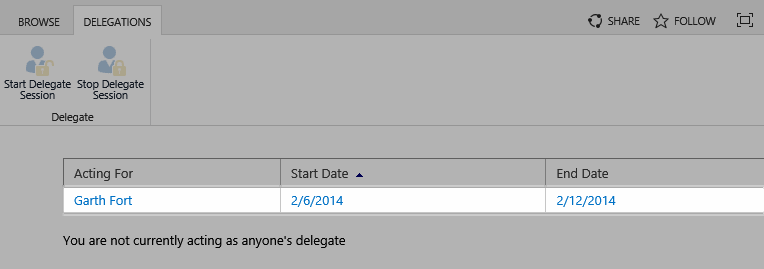 BROWSE DELEGATIONS SHARE FOLLOW
Start Delegate Session Stop Delegate Session
Delegate
Acting For Start Date End Date
Garth Fort 2/6/2014 2/12/2014
You are not currently acting as anyone's delegate